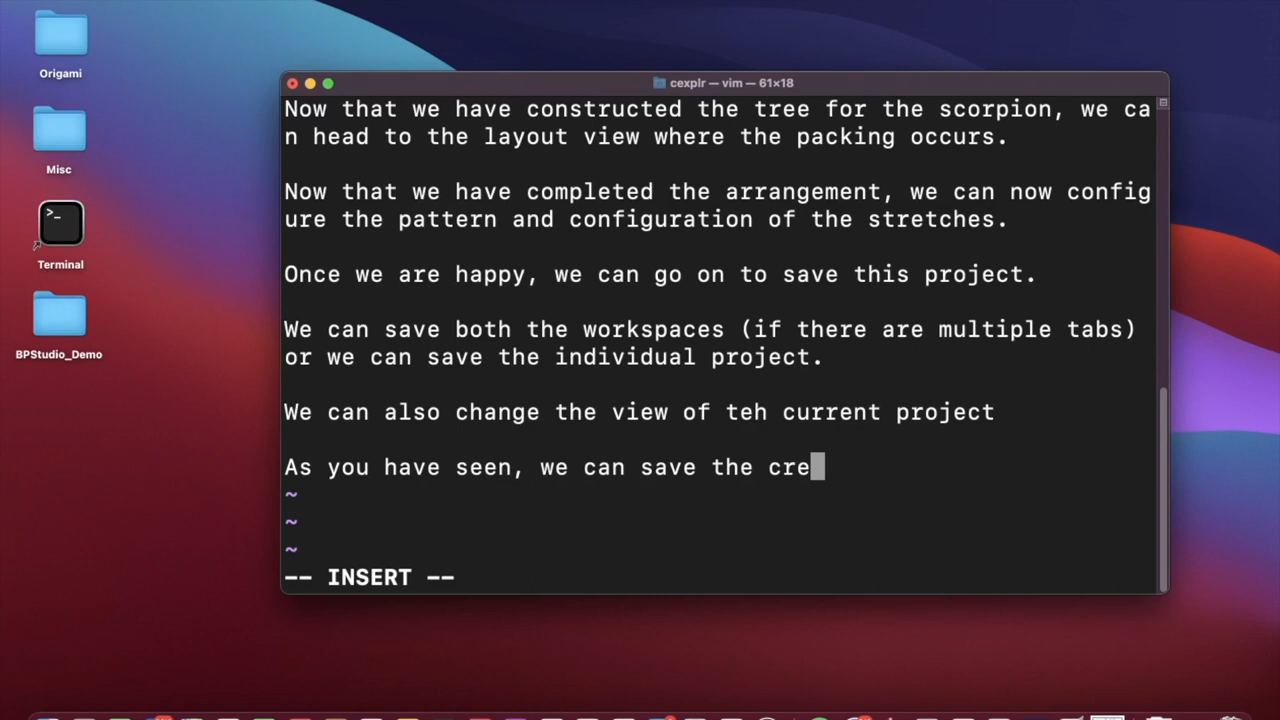 Origami
Misc
>_
Terminal
BPStudio_Demo
cexplr — vim — 61×18
Now that we have constructed the tree for the scorpion, we ca
n head to the layout view where the packing occurs.
Now that we have completed the arrangement, we can now config
ure the pattern and configuration of the stretches.
Once we are happy, we can go on to save this project.
We can save both the workspaces (if there are multiple tabs)
or we can save the individual project.
We can also change the view of teh current project
As you have seen, we can save the cre
~
~
~
-- INSERT --